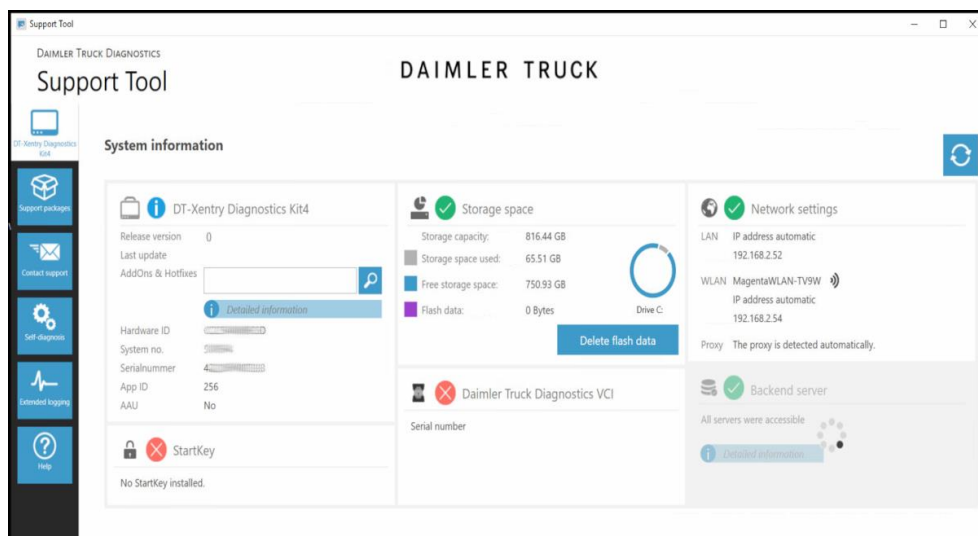 Support Tool
DAIMLER TRUCK DIAGNOSTICS
Support Tool
DAIMLER TRUCK
DT-Xentry Diagnostics
Kit4
Support packages
Contact support
Self-diagnosis
Extended logging
Help
System information
DT-Xentry Diagnostics Kit4
Release version ()
Last update
AddOns & Hotfixes
Detailed information
Hardware ID
System no.
Serialnummer 4
App ID 256
AAU No
StartKey
No StartKey installed.
Storage space
Storage capacity: 816.44 GB
Storage space used: 65.51 GB
Free storage space: 750.93 GB
Flash data: 0 Bytes
Drive C:
Delete flash data
Daimler Truck Diagnostics VCI
Serial number
Network settings
LAN IP address automatic
192.168.2.52
WLAN MagentaWLAN-TV9W
IP address automatic
192.168.2.54
Proxy The proxy is detected automatically.
Backend server
All servers were accessible
Detailed information